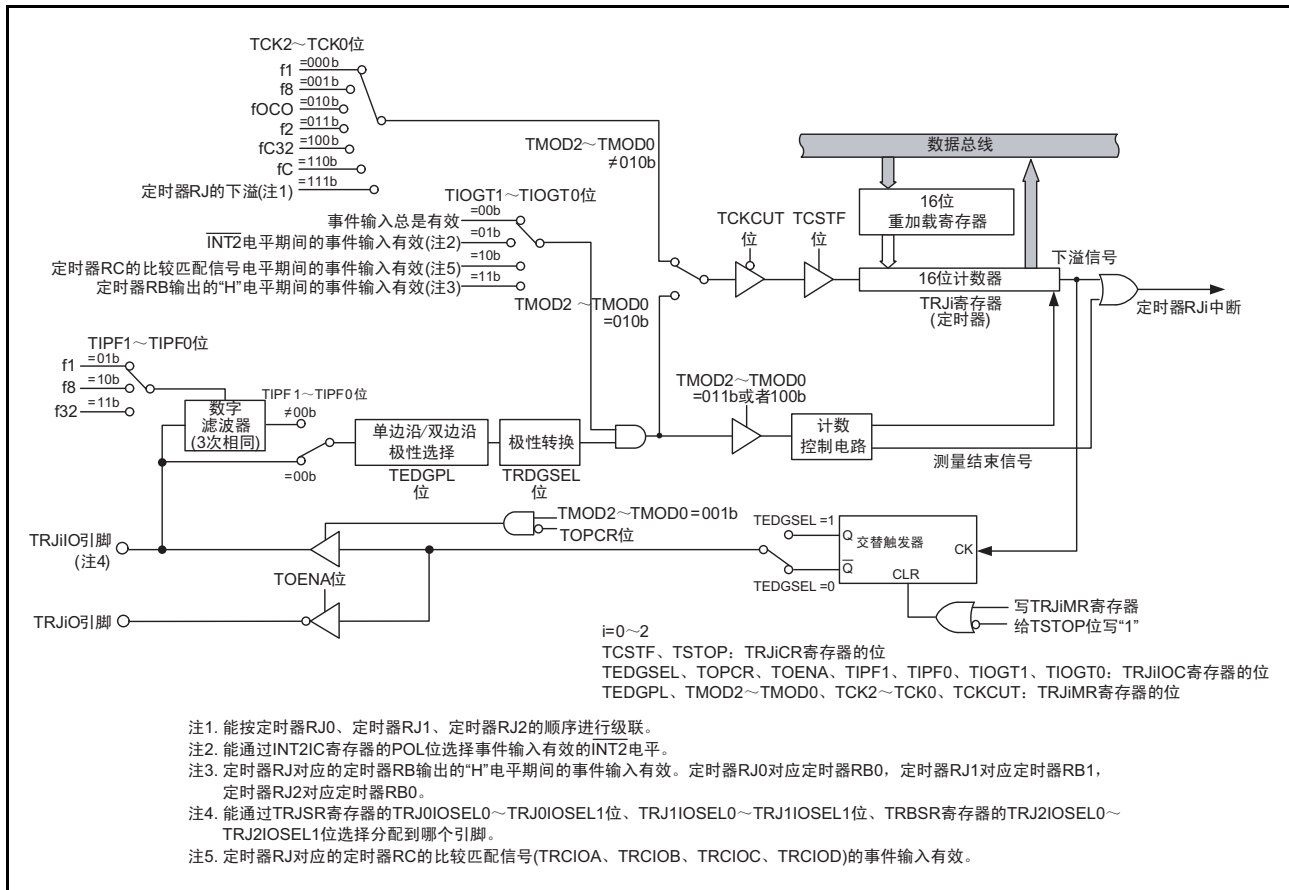 TCK2～TCK0位
f1 =000b
f8 =001b
fOCO =010b
f2 =011b
fC32 =100b
fC =110b
定时器RJ的下溢(注1) =111b
TMOD2～TMOD0
≠010b
数据总线
16位
重加载寄存器
TIOGT1～TIOGT0位
事件输入总是有效 =00b
INT2电平期间的事件输入有效(注2) =01b
定时器RC的比较匹配信号电平期间的事件输入有效(注5) =10b
定时器RB输出的“H”电平期间的事件输入有效(注3) =11b
TMOD2～TMOD0
=010b
TCKCUT
位
TCSTF
位
16位计数器
TRJi寄存器
(定时器)
下溢信号
定时器RJi中断
TIPF1～TIPF0位
f1 =01b
f8 =10b
f32 =11b
数字
滤波器
(3次相同)
TIPF1～TIPF0位
≠00b
=00b
单边沿/双边沿
极性选择
TEDGPL
位
极性转换
TRDGSEL
位
TMOD2～TMOD0
=011b或者100b
计数
控制电路
测量结束信号
TRJiIO引脚
(注4)
TMOD2～TMOD0=001b
TOPCR位
TOENA位
TRJiO引脚
TEDGSEL=1
TEDGSEL=0
Q
Q
交替触发器
CK
CLR
写TRJiMR寄存器
给TSTOP位写“1”
i=0～2
TCSTF、TSTOP：TRJiCR寄存器的位
TEDGSEL、TOPCR、TOENA、TIPF1、TIPF0、TIOGT1、TIOGT0：TRJiIOC寄存器的位
TEDGPL、TMOD2～TMOD0、TCK2～TCK0、TCKCUT：TRJiMR寄存器的位
注1. 能按定时器RJ0、定时器RJ1、定时器RJ2的顺序进行级联。
注2. 能通过INT2IC寄存器的POL位选择事件输入有效的INT2电平。
注3. 定时器RJ对应的定时器RB输出的“H”电平期间的事件输入有效。定时器RJ0对应定时器RB0，定时器RJ1对应定时器RB1，
定时器RJ2对应定时器RB0。
注4. 能通过TRJSR寄存器的TRJ0IOSEL0～TRJ0IOSEL1位、TRJ1IOSEL0～TRJ1IOSEL1位、TRBSR寄存器的TRJ2IOSEL0～
TRJ2IOSEL1位选择分配到哪个引脚。
注5. 定时器RJ对应的定时器RC的比较匹配信号(TRCIOA、TRCIOB、TRCIOC、TRCIOD)的事件输入有效。